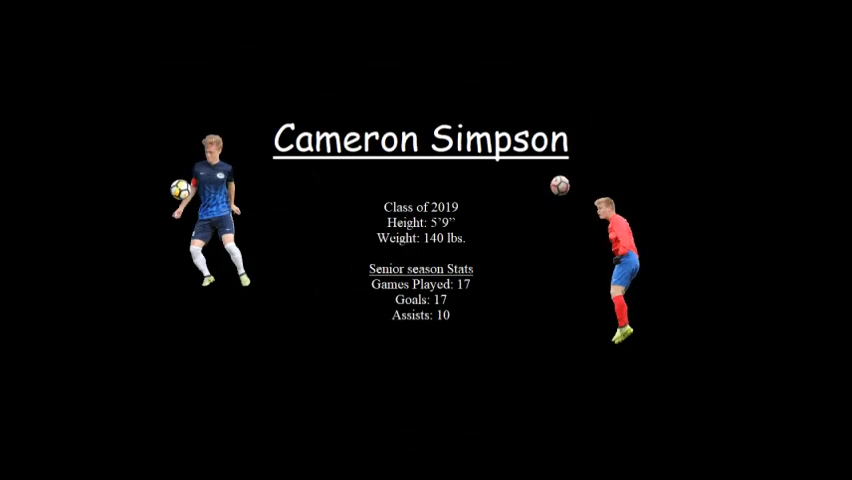 Cameron Simpson
Class of 2019
Height: 5’9”
Weight: 140 lbs.
Senior season Stats
Games Played: 17
Goals: 17
Assists: 10